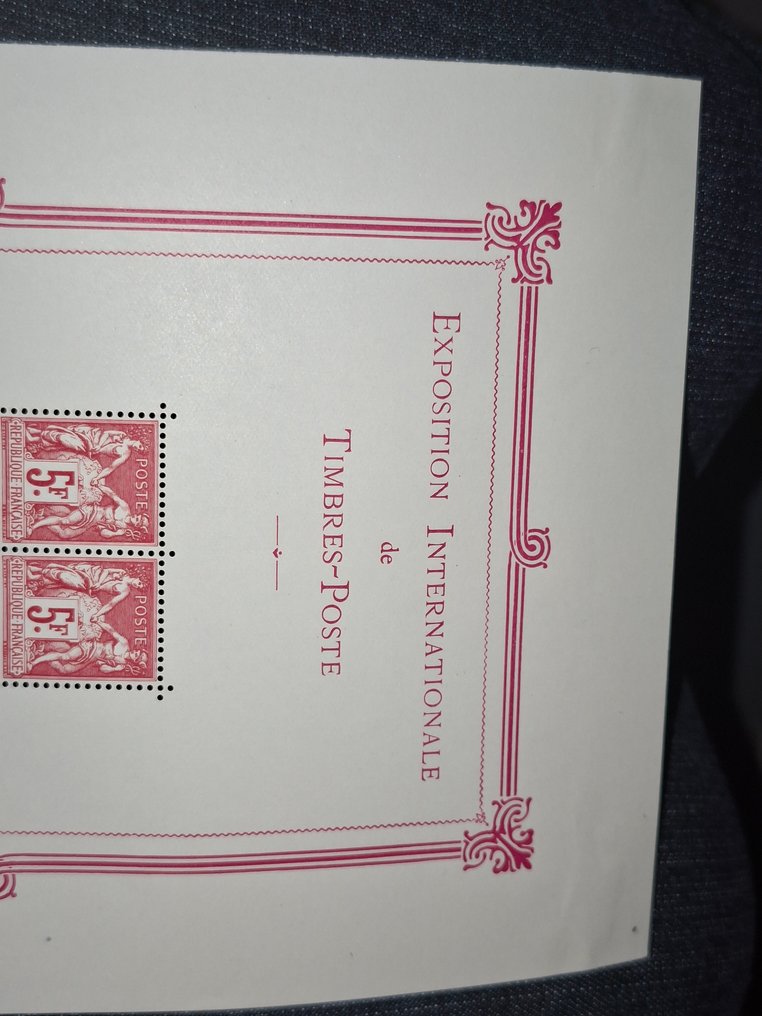 EXPOSITION INTERNATIONALE
de
TIMBRES-POSTE
POSTE
5F
REPUBLIQUE FRANÇAISE
POSTE
5F
REPUBLIQUE FRANÇAISE